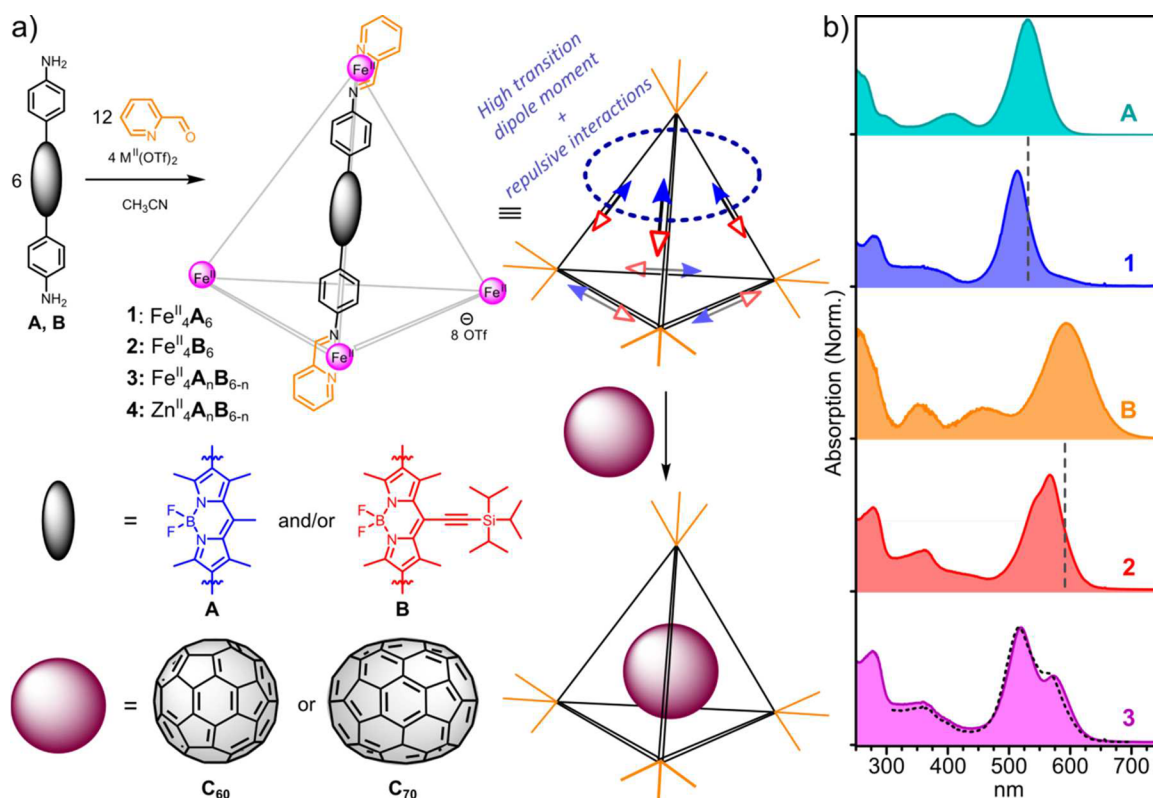 a)
NH₂
6
NH₂
A, B
12
N
O
4 Mᴵᴵ(OTf)₂
CH₃CN
N
Feᴵᴵ
N
Feᴵᴵ
Feᴵᴵ
N
Feᴵᴵ
N
⊖
8 OTf
1: Feᴵᴵ₄A₆
2: Feᴵᴵ₄B₆
3: Feᴵᴵ₄AₙB₆₋ₙ
4: Znᴵᴵ₄AₙB₆₋ₙ
≡
High transition
dipole moment
+
repulsive interactions
=
F
F
B
N
N
A
and/or
F
F
B
N
N
Si
B
=
C₆₀
or
C₇₀
b)
Absorption (Norm.)
A
1
B
2
3
300 400 500 600 700
nm